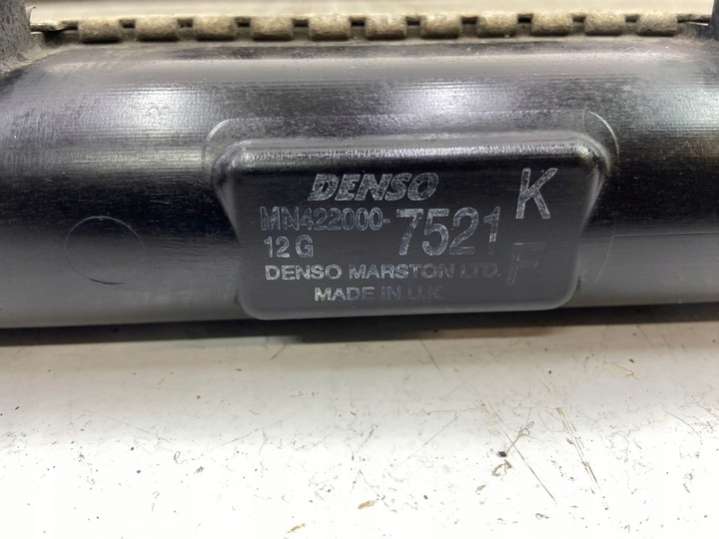 DENSO
MN422000-7521 K
12 G
F
DENSO MARSTON LTD.
MADE IN U.K